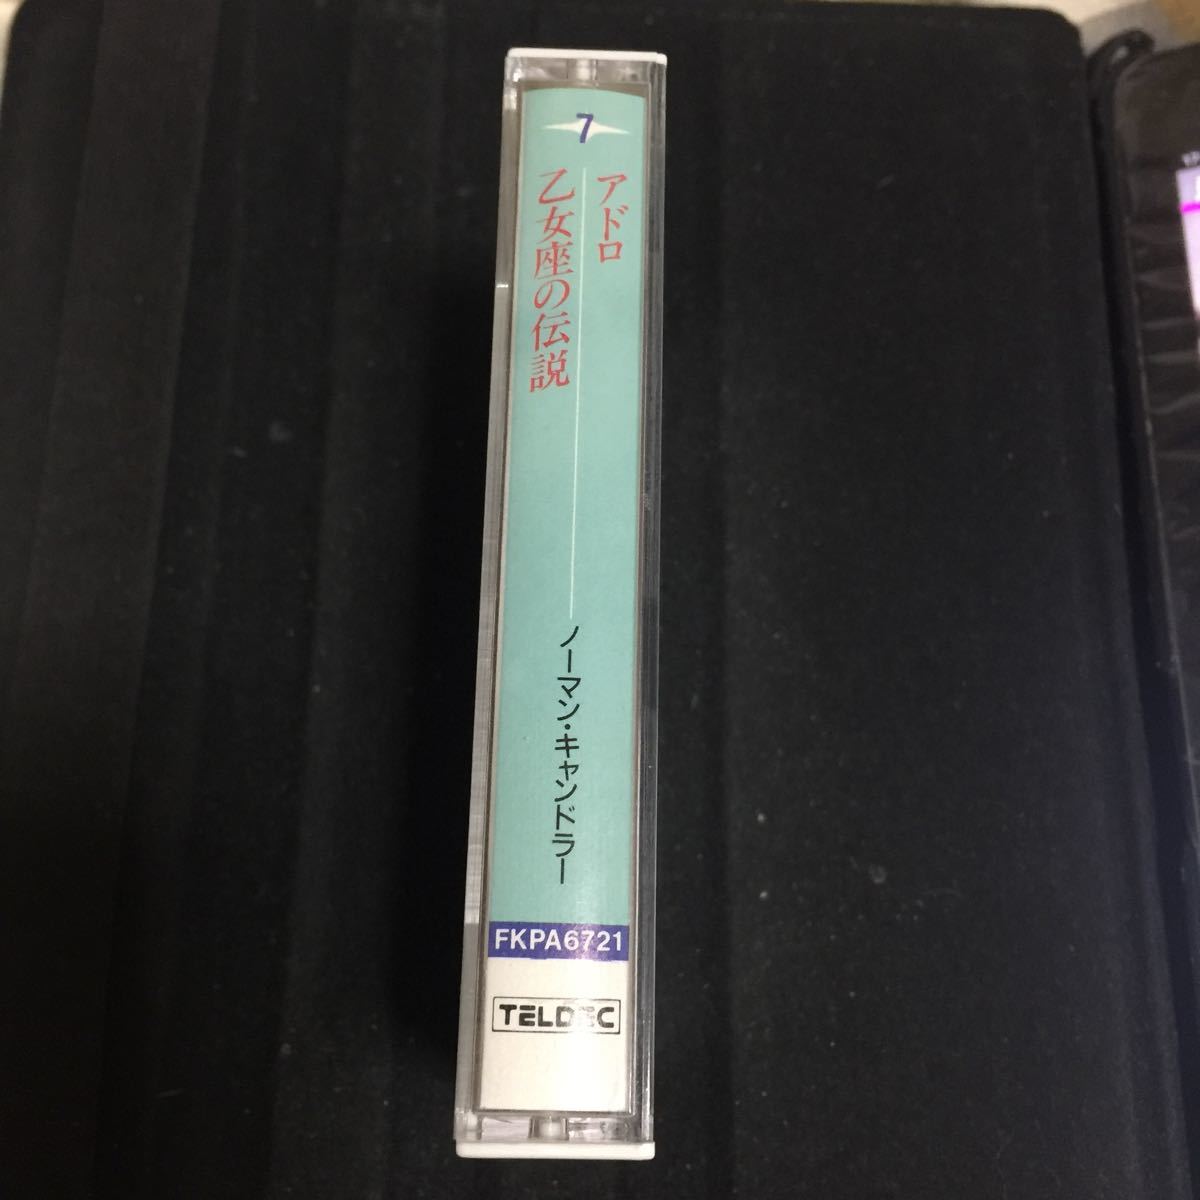 7
アドロ
乙女座の伝説
ノーマン・キャンドラー
FKPA6721
TELDEC